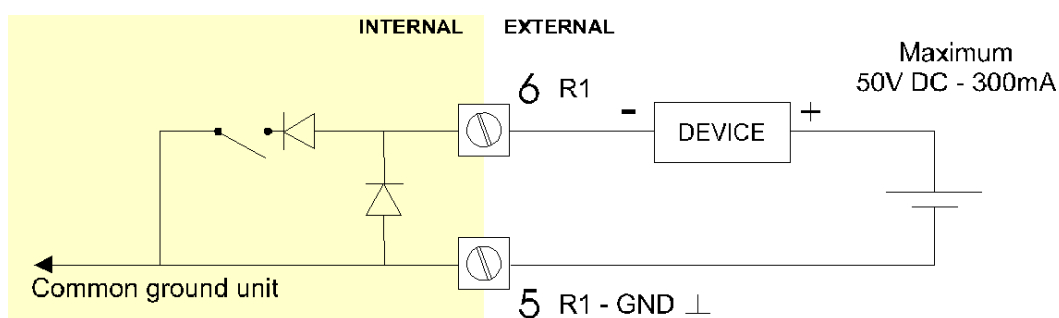 INTERNAL EXTERNAL
Maximum
50V DC - 300mA
6 R1
- DEVICE +
Common ground unit
5 R1 - GND ⊥